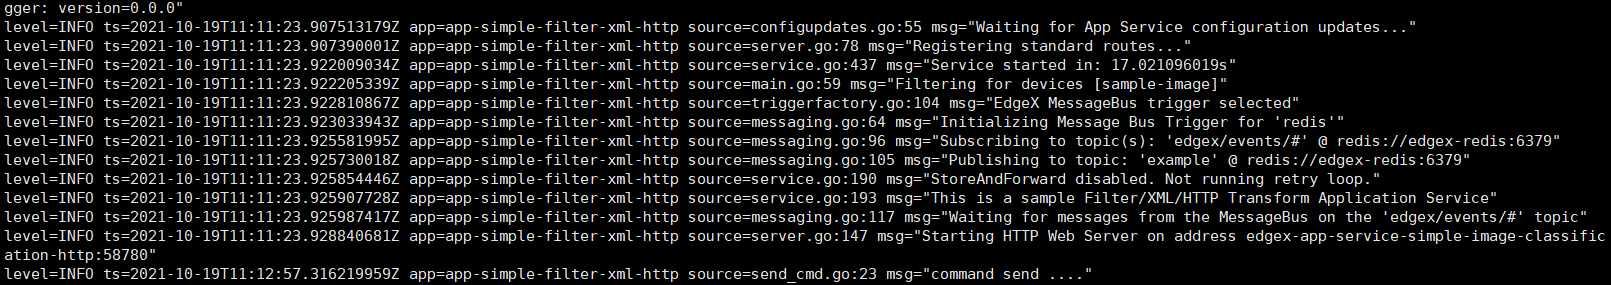 gger: version=0.0.0"
level=INFO ts=2021-10-19T11:11:23.907513179Z app=app-simple-filter-xml-http source=configupdates.go:55 msg="Waiting for App Service configuration updates..."
level=INFO ts=2021-10-19T11:11:23.907390001Z app=app-simple-filter-xml-http source=server.go:78 msg="Registering standard routes..."
level=INFO ts=2021-10-19T11:11:23.922009034Z app=app-simple-filter-xml-http source=service.go:437 msg="Service started in: 17.021096019s"
level=INFO ts=2021-10-19T11:11:23.922205339Z app=app-simple-filter-xml-http source=main.go:59 msg="Filtering for devices [sample-image]"
level=INFO ts=2021-10-19T11:11:23.922810867Z app=app-simple-filter-xml-http source=triggerfactory.go:104 msg="EdgeX MessageBus trigger selected"
level=INFO ts=2021-10-19T11:11:23.923033943Z app=app-simple-filter-xml-http source=messaging.go:64 msg="Initializing Message Bus Trigger for 'redis'"
level=INFO ts=2021-10-19T11:11:23.925581995Z app=app-simple-filter-xml-http source=messaging.go:96 msg="Subscribing to topic(s): 'edgex/events/#' @ redis://edgex-redis:6379"
level=INFO ts=2021-10-19T11:11:23.925730018Z app=app-simple-filter-xml-http source=messaging.go:105 msg="Publishing to topic: 'example' @ redis://edgex-redis:6379"
level=INFO ts=2021-10-19T11:11:23.925854446Z app=app-simple-filter-xml-http source=service.go:190 msg="StoreAndForward disabled. Not running retry loop."
level=INFO ts=2021-10-19T11:11:23.925907728Z app=app-simple-filter-xml-http source=service.go:193 msg="This is a sample Filter/XML/HTTP Transform Application Service"
level=INFO ts=2021-10-19T11:11:23.925987417Z app=app-simple-filter-xml-http source=messaging.go:117 msg="Waiting for messages from the MessageBus on the 'edgex/events/#' topic"
level=INFO ts=2021-10-19T11:11:23.928840681Z app=app-simple-filter-xml-http source=server.go:147 msg="Starting HTTP Web Server on address edgex-app-service-simple-image-classific
ation-http:58780"
level=INFO ts=2021-10-19T11:12:57.316219959Z app=app-simple-filter-xml-http source=send_cmd.go:23 msg="command send ...."